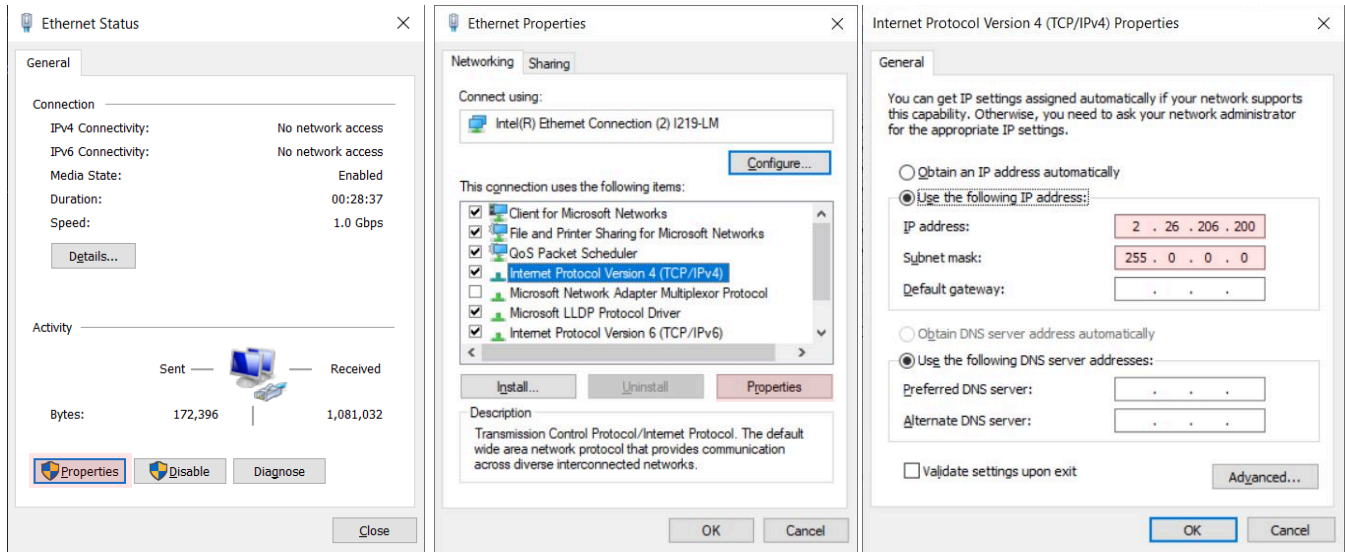 Ethernet Status
General
Connection
IPv4 Connectivity: No network access
IPv6 Connectivity: No network access
Media State: Enabled
Duration: 00:28:37
Speed: 1.0 Gbps
Details...
Activity
Sent Received
Bytes: 172,396 1,081,032
Properties Disable Diagnose
Close
Ethernet Properties
Networking Sharing
Connect using:
Intel(R) Ethernet Connection (2) I219-LM
Configure...
This connection uses the following items:
Client for Microsoft Networks
File and Printer Sharing for Microsoft Networks
QoS Packet Scheduler
Internet Protocol Version 4 (TCP/IPv4)
Microsoft Network Adapter Multiplexor Protocol
Microsoft LLDP Protocol Driver
Internet Protocol Version 6 (TCP/IPv6)
Install... Uninstall Properties
Description
Transmission Control Protocol/Internet Protocol. The default
wide area network protocol that provides communication
across diverse interconnected networks.
OK Cancel
Internet Protocol Version 4 (TCP/IPv4) Properties
General
You can get IP settings assigned automatically if your network supports
this capability. Otherwise, you need to ask your network administrator
for the appropriate IP settings.
Obtain an IP address automatically
Use the following IP address:
IP address: 2 . 26 . 206 . 200
Subnet mask: 255 . 0 . 0 . 0
Default gateway: . . .
Obtain DNS server address automatically
Use the following DNS server addresses:
Preferred DNS server: . . .
Alternate DNS server: . . .
Validate settings upon exit
Advanced...
OK Cancel